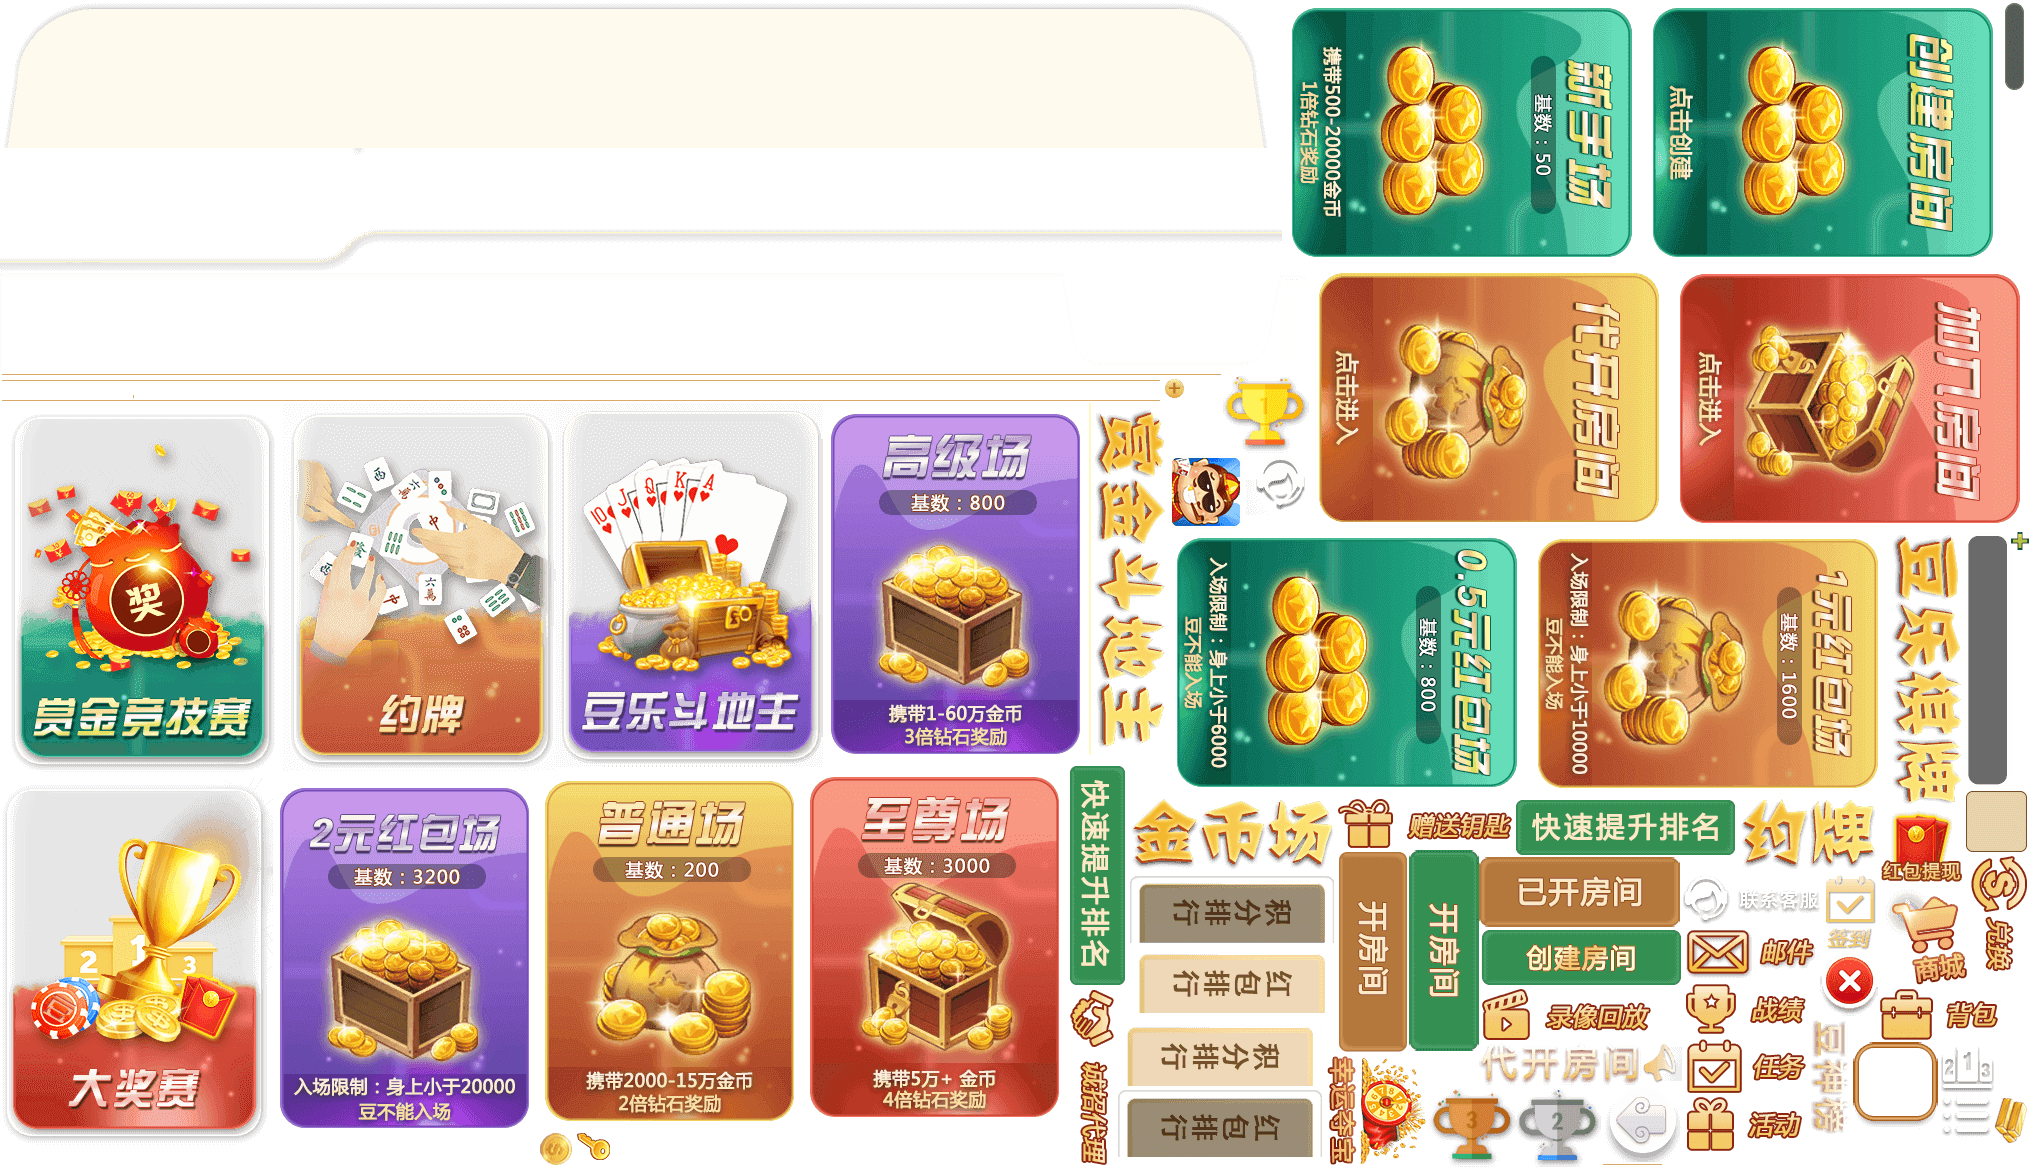 新手场
基数：50
携带500-20000金币
1倍钻石奖励
创建房间
点击创建
代开房间
点击进入
加入房间
点击进入
奖
赏金竞技赛
约牌
10 J Q K A
豆乐斗地主
高级场
基数：800
携带1-60万金币
3倍钻石奖励
赏金斗地主
1
0.5元红包场
基数：800
入场限制：身上小于6000
豆不能入场
1元红包场
基数：1600
入场限制：身上小于10000
豆不能入场
豆乐棋牌
2 1 3
大奖赛
2元红包场
基数：3200
入场限制：身上小于20000
豆不能入场
普通场
基数：200
携带2000-15万金币
2倍钻石奖励
至尊场
基数：3000
携带5万+ 金币
4倍钻石奖励
快速提升排名
金币场
赠送钥匙
快速提升排名
约牌
红包提现
积分排行
红包排行
积分排行
红包排行
开房间
开房间
已开房间
创建房间
联系客服
签到
商城
兑换
邮件
录像回放
战绩
背包
代开房间
任务
活动
豆神榜
诚招代理
幸运夺宝
3
2
2 1 3